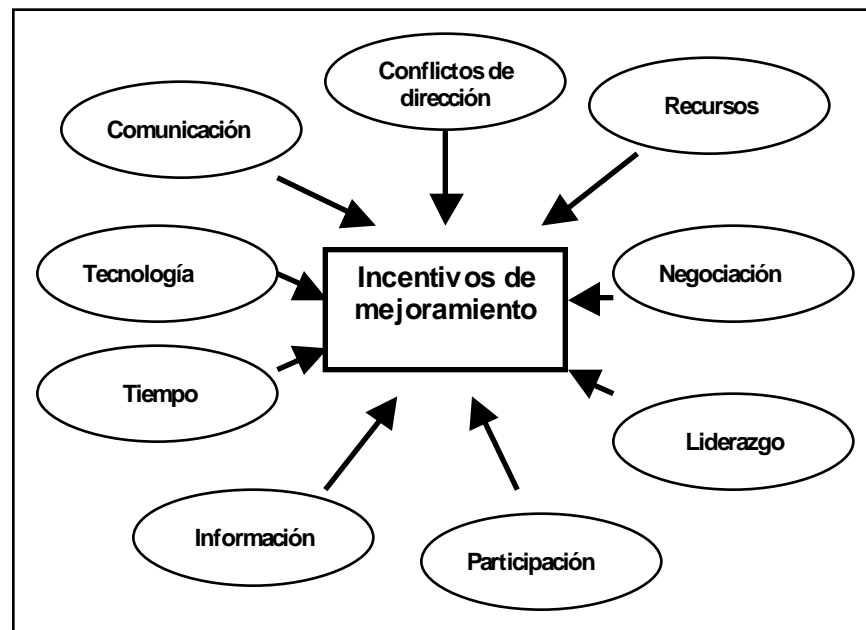 Conflictos de
dirección
Recursos
Comunicación
Tecnología
Incentivos de
mejoramiento
Negociación
Tiempo
Liderazgo
Información
Participación